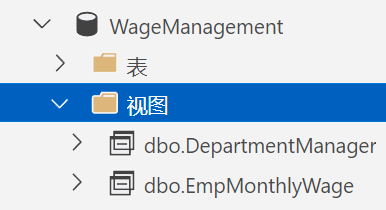 WageManagement
表
视图
dbo.DepartmentManager
dbo.EmpMonthlyWage